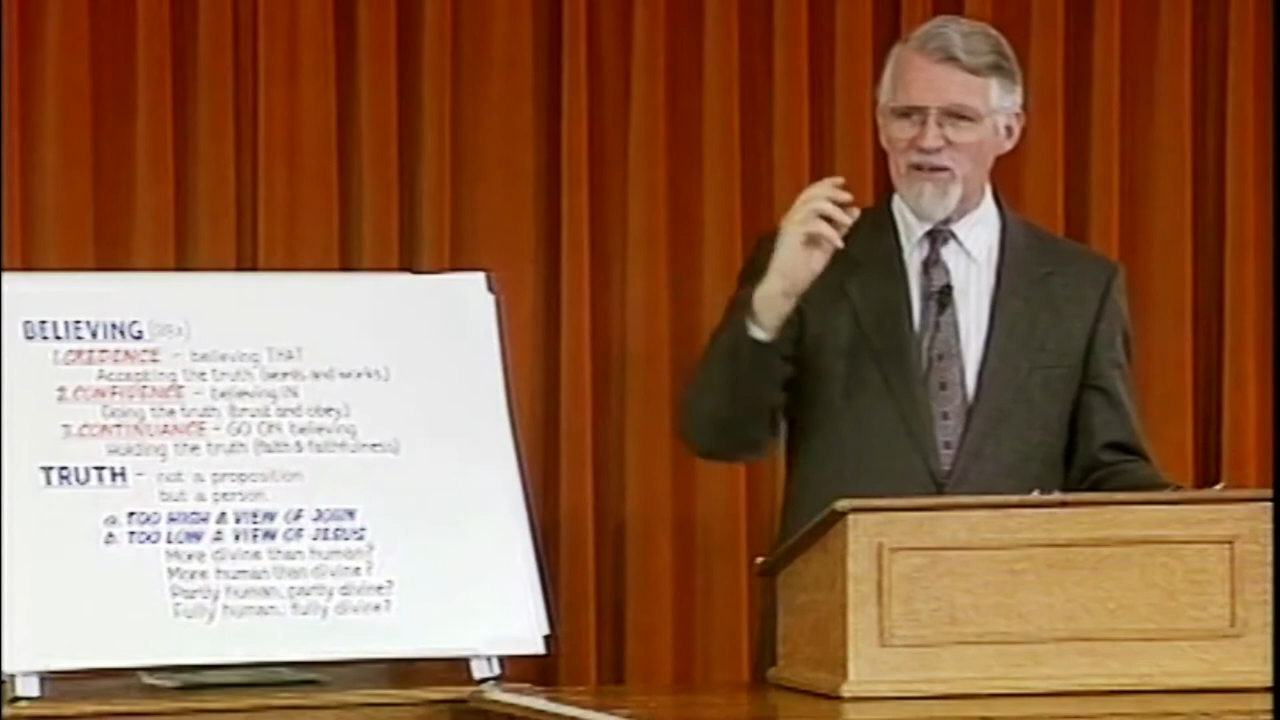 BELIEVING (98x)
1. CREDENCE - believing THAT
Accepting the truth (words and works)
2. CONFIDENCE - believing IN
Doing the truth (trust and obey)
3. CONTINUANCE - GO ON believing
Holding the truth (faith & faithfulness)
TRUTH - not a proposition
but a person
a. TOO HIGH A VIEW OF JOHN
b. TOO LOW A VIEW OF JESUS
More divine than human?
More human than divine?
Partly human, partly divine?
Fully human, fully divine?